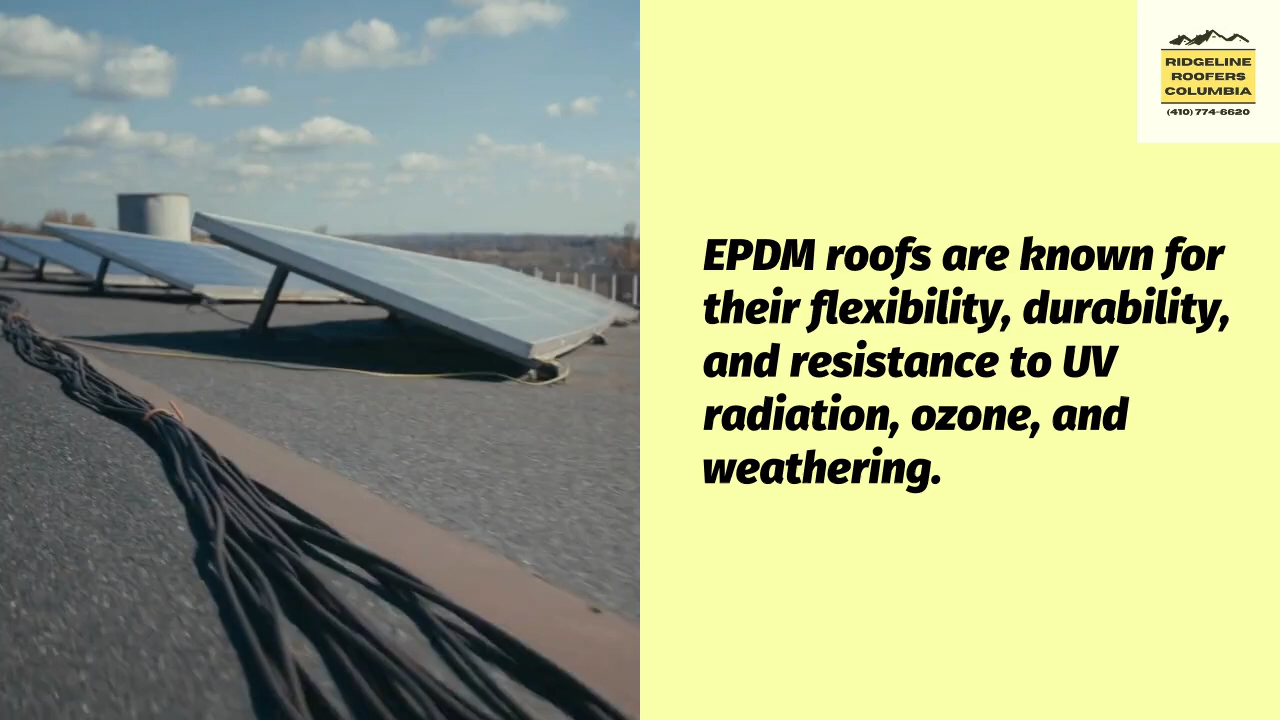 RIDGELINE
ROOFERS
COLUMBIA
(410) 774-6620
EPDM roofs are known for
their flexibility, durability,
and resistance to UV
radiation, ozone, and
weathering.